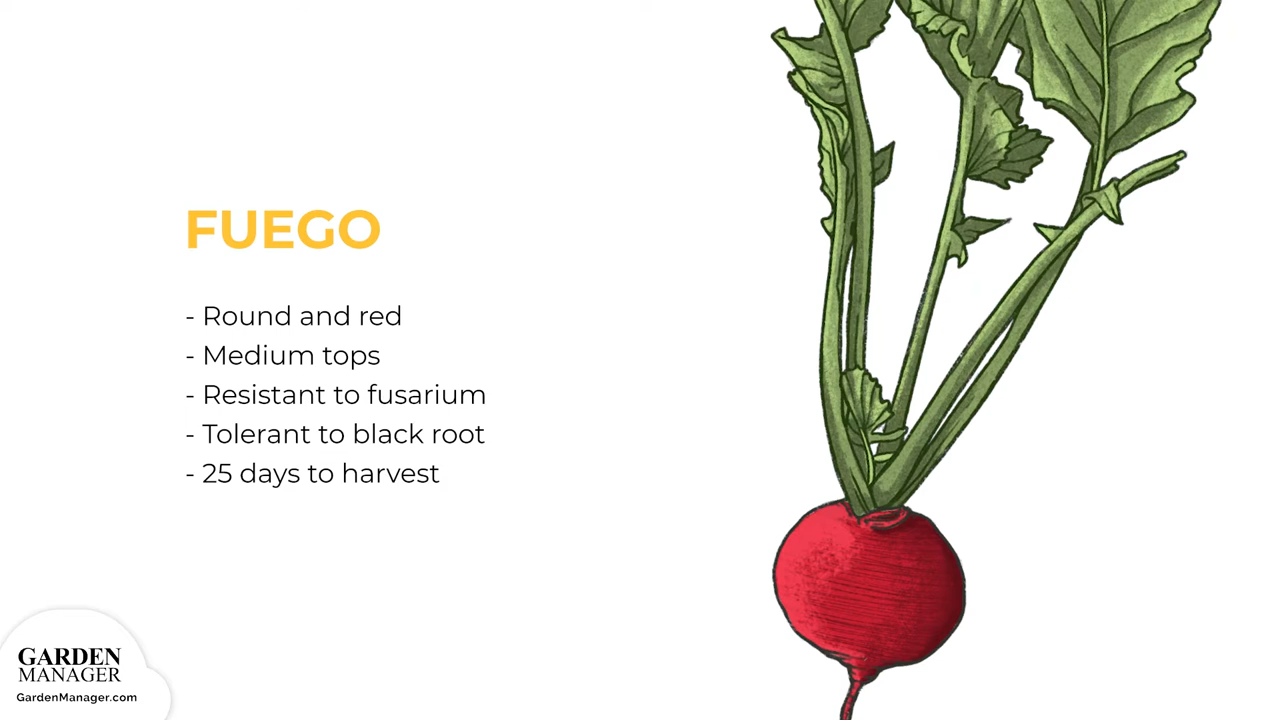 FUEGO
- Round and red
- Medium tops
- Resistant to fusarium
- Tolerant to black root
- 25 days to harvest
GARDEN
MANAGER
GardenManager.com